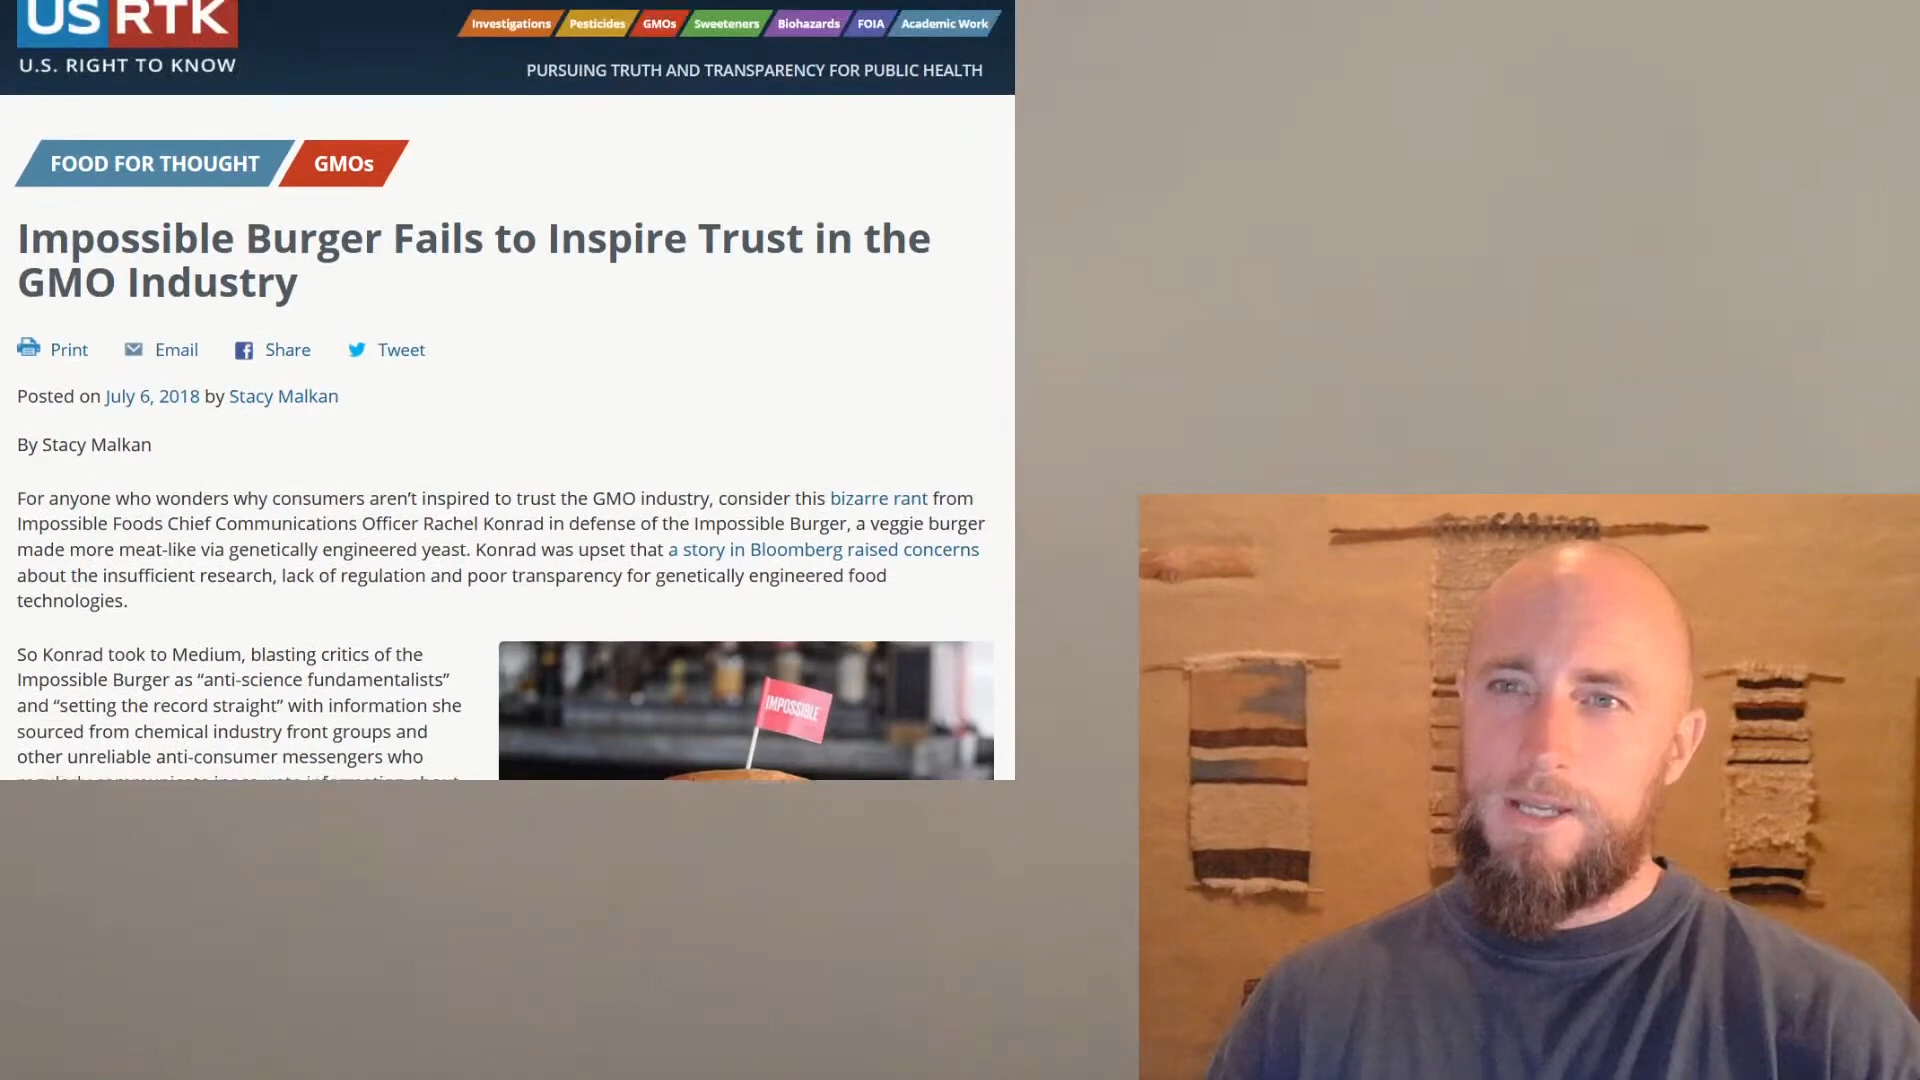 US RTK
U.S. RIGHT TO KNOW
Investigations Pesticides GMOs Sweeteners Biohazards FOIA Academic Work
PURSUING TRUTH AND TRANSPARENCY FOR PUBLIC HEALTH
FOOD FOR THOUGHT GMOs
Impossible Burger Fails to Inspire Trust in the
GMO Industry
Print Email Share Tweet
Posted on July 6, 2018 by Stacy Malkan
By Stacy Malkan
For anyone who wonders why consumers aren’t inspired to trust the GMO industry, consider this bizarre rant from
Impossible Foods Chief Communications Officer Rachel Konrad in defense of the Impossible Burger, a veggie burger
made more meat-like via genetically engineered yeast. Konrad was upset that a story in Bloomberg raised concerns
about the insufficient research, lack of regulation and poor transparency for genetically engineered food
technologies.
So Konrad took to Medium, blasting critics of the
Impossible Burger as “anti-science fundamentalists”
and “setting the record straight” with information she
sourced from chemical industry front groups and
other unreliable anti-consumer messengers who
IMPOSSIBLE